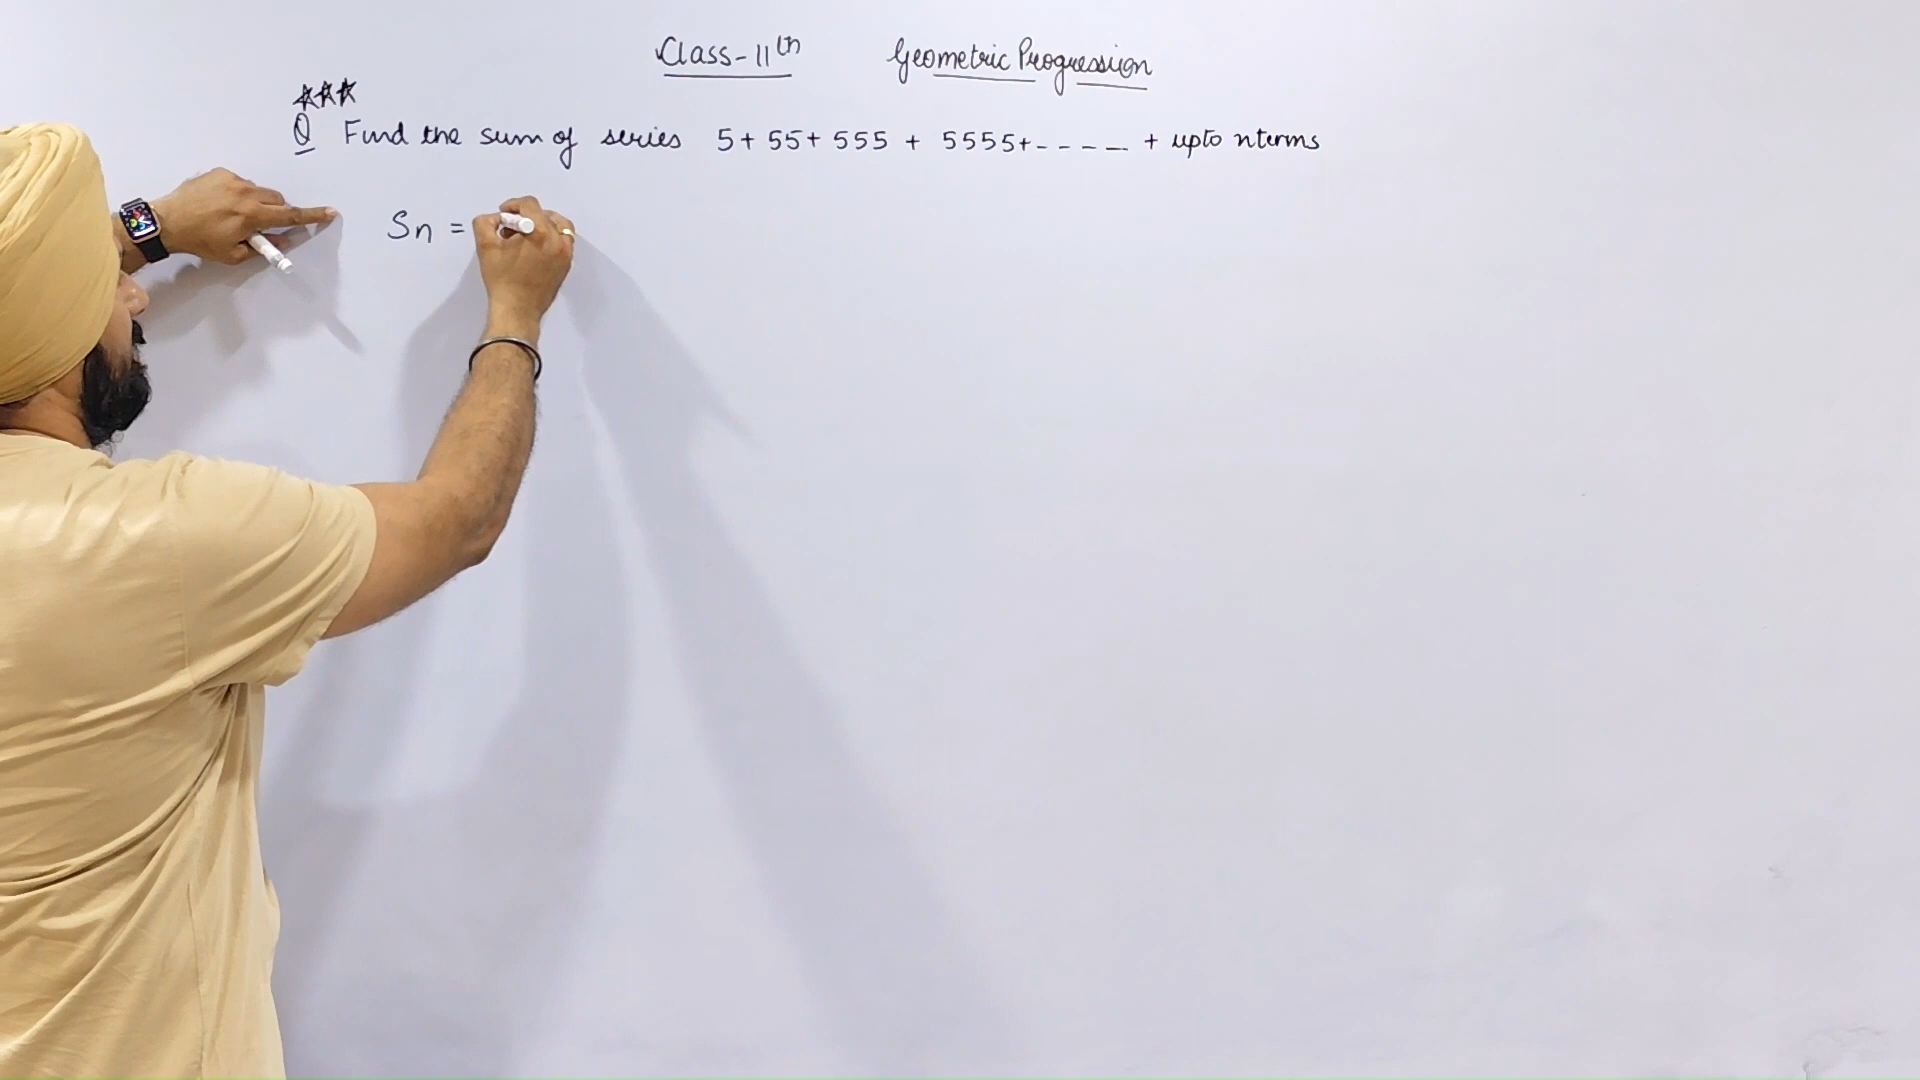 Class-11th Geometric Progression
Q Find the sum of series 5+ 55+ 555 + 5555+----- + upto n terms
Sn =